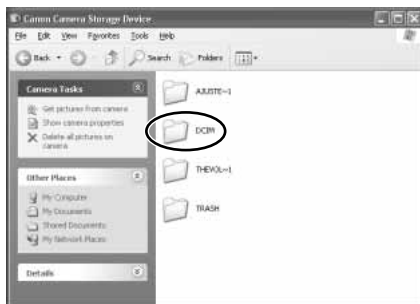 Canon Camera Storage Device
File Edit View Favorites Tools Help
Back Search Folders
Camera Tasks
Get pictures from camera
Show camera properties
Delete all pictures on
camera
Other Places
My Computer
My Documents
Shared Documents
My Network Places
Details
AJUSTE~1
DCIM
THEVOL~1
TRASH